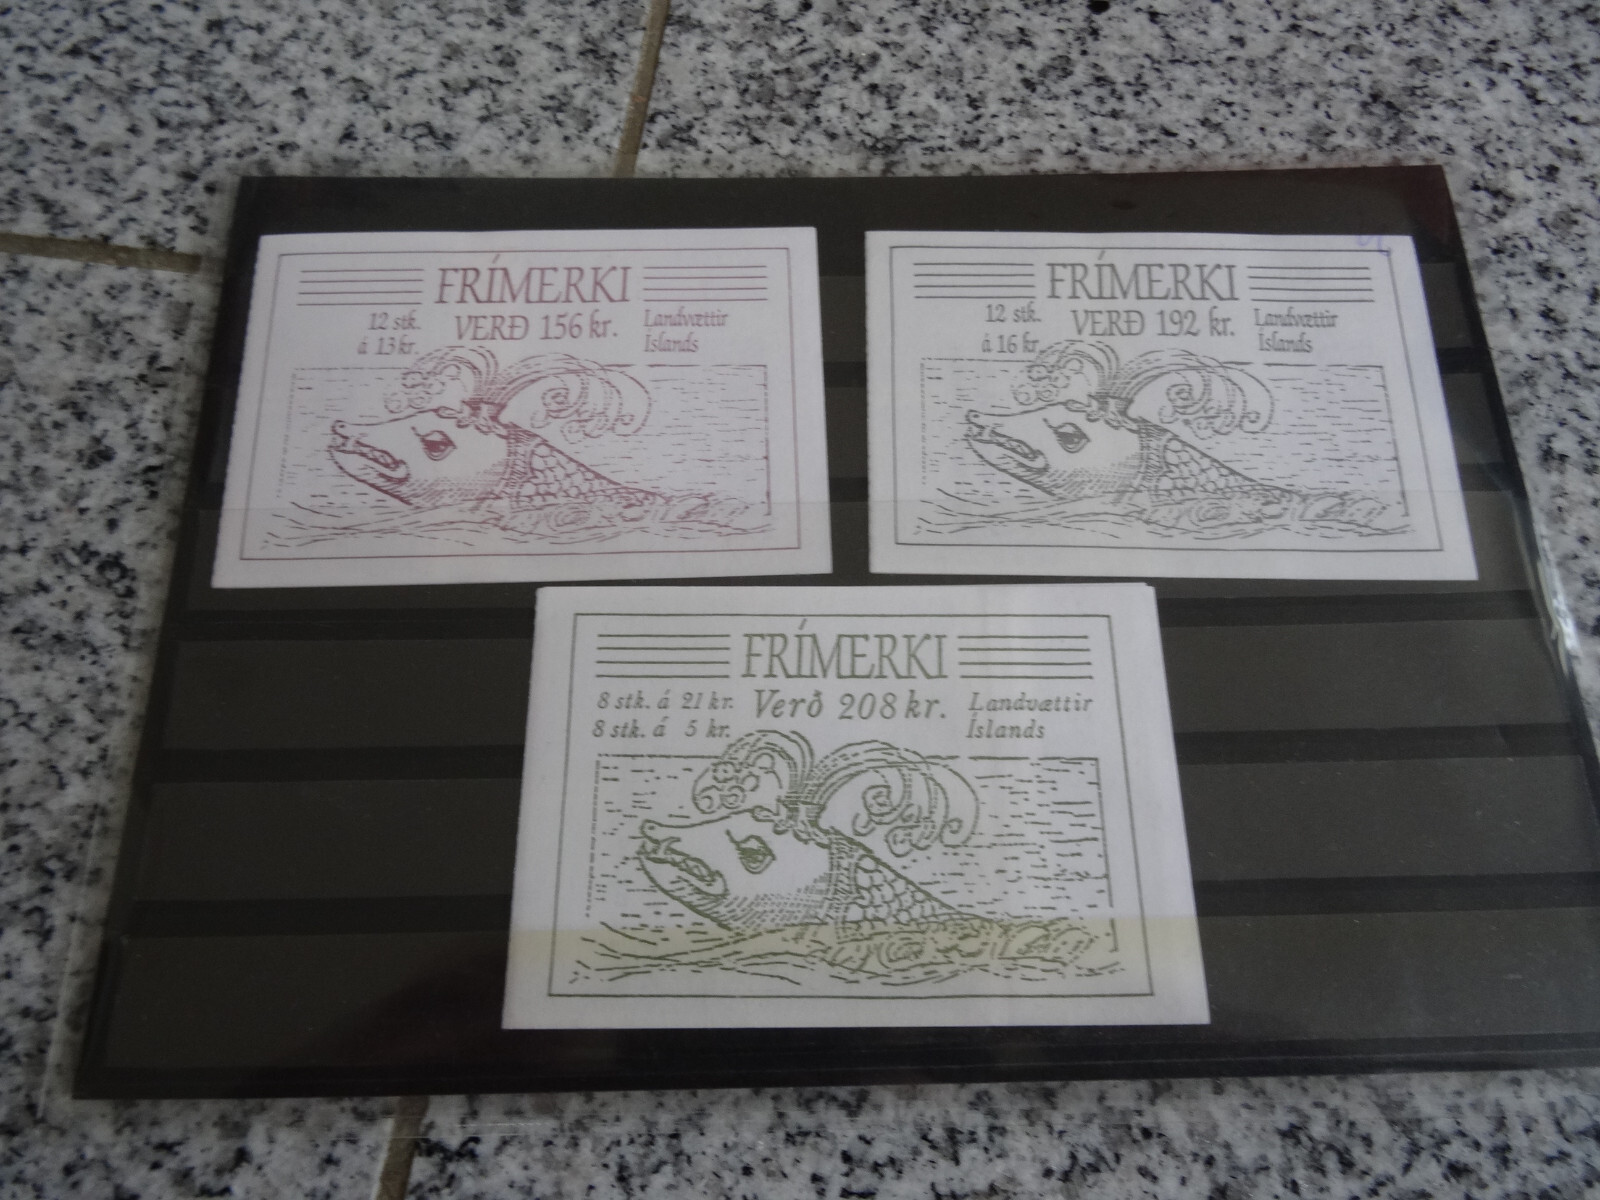 FRÍMERKI
12 stk.
á 13 kr.
VERÐ 156 kr.
Landvættir
Íslands
FRÍMERKI
12 stk.
á 16 kr.
VERÐ 192 kr.
Landvættir
Íslands
FRÍMERKI
8 stk. á 21 kr.
8 stk. á 5 kr.
Verð 208 kr.
Landvættir
Íslands